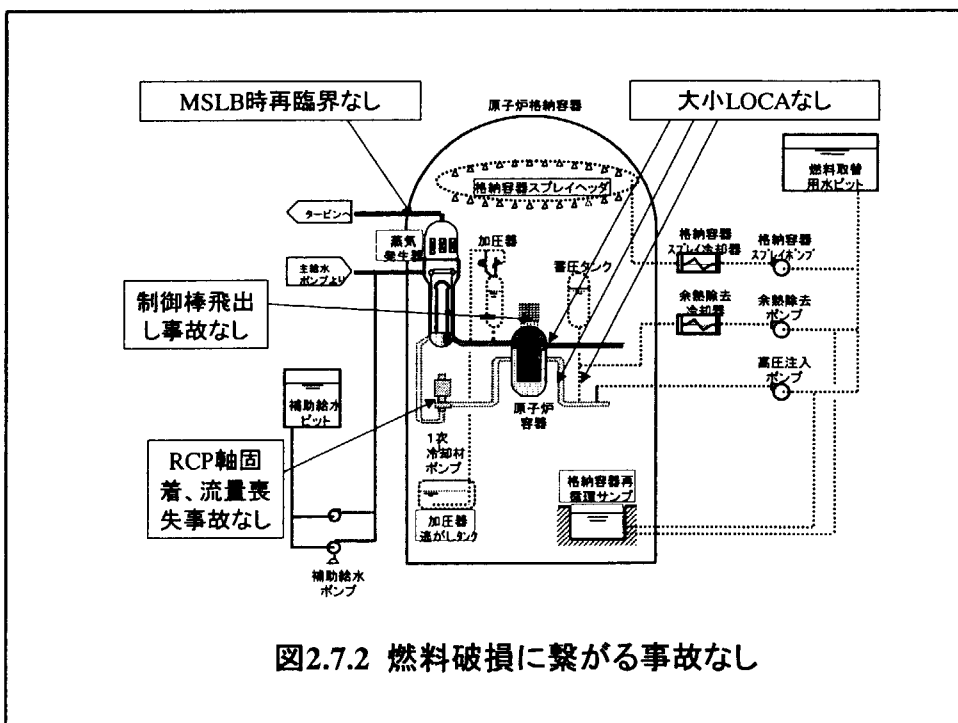 MSLB時再臨界なし
原子炉格納容器
大小LOCAなし
燃料取替
用水ピット
格納容器スプレイヘッダ
タービンへ
蒸気
発生器
加圧器
蓄圧タンク
格納容器
スプレイ冷却器
格納容器
スプレイポンプ
主給水
ポンプより
制御棒飛出
し事故なし
余熱除去
冷却器
余熱除去
ポンプ
高圧注入
ポンプ
補助給水
ピット
原子炉
容器
1次
冷却材
ポンプ
RCP軸固
着、流量喪
失事故なし
格納容器再
循環サンプ
加圧器
逃がしタンク
補助給水
ポンプ
図2.7.2 燃料破損に繋がる事故なし